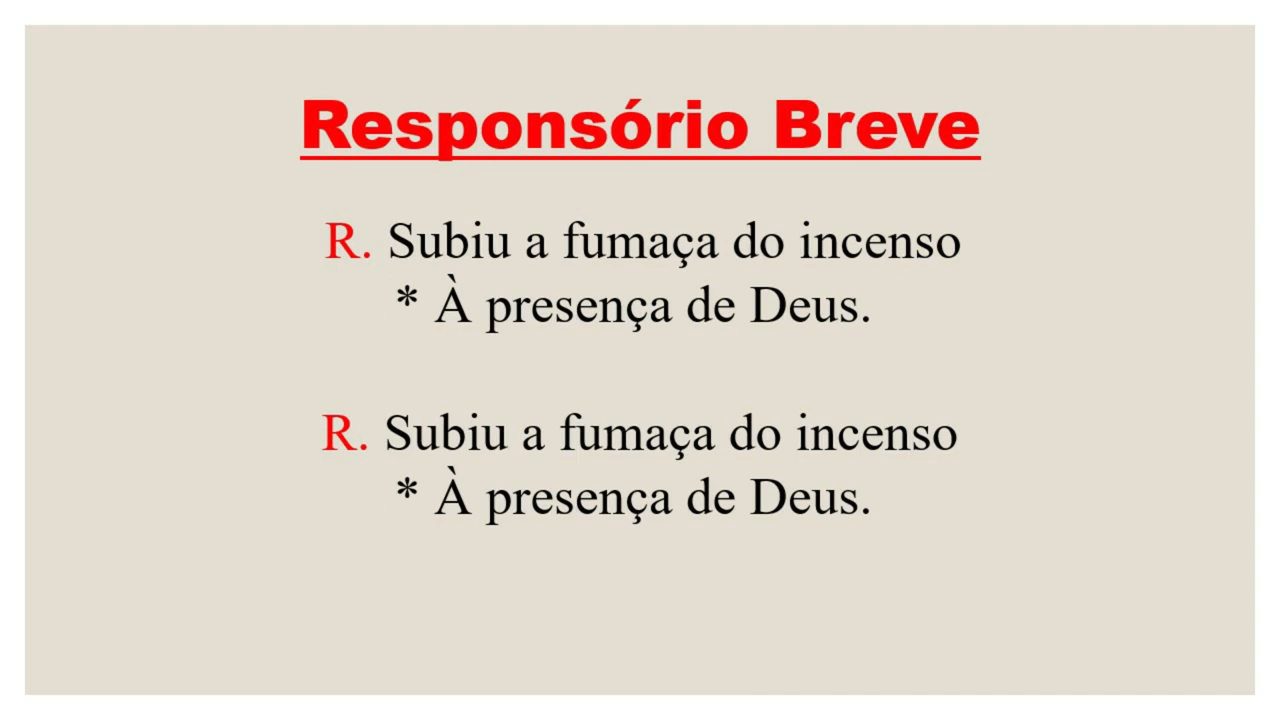 Responsório Breve
R. Subiu a fumaça do incenso
* À presença de Deus.
R. Subiu a fumaça do incenso
* À presença de Deus.